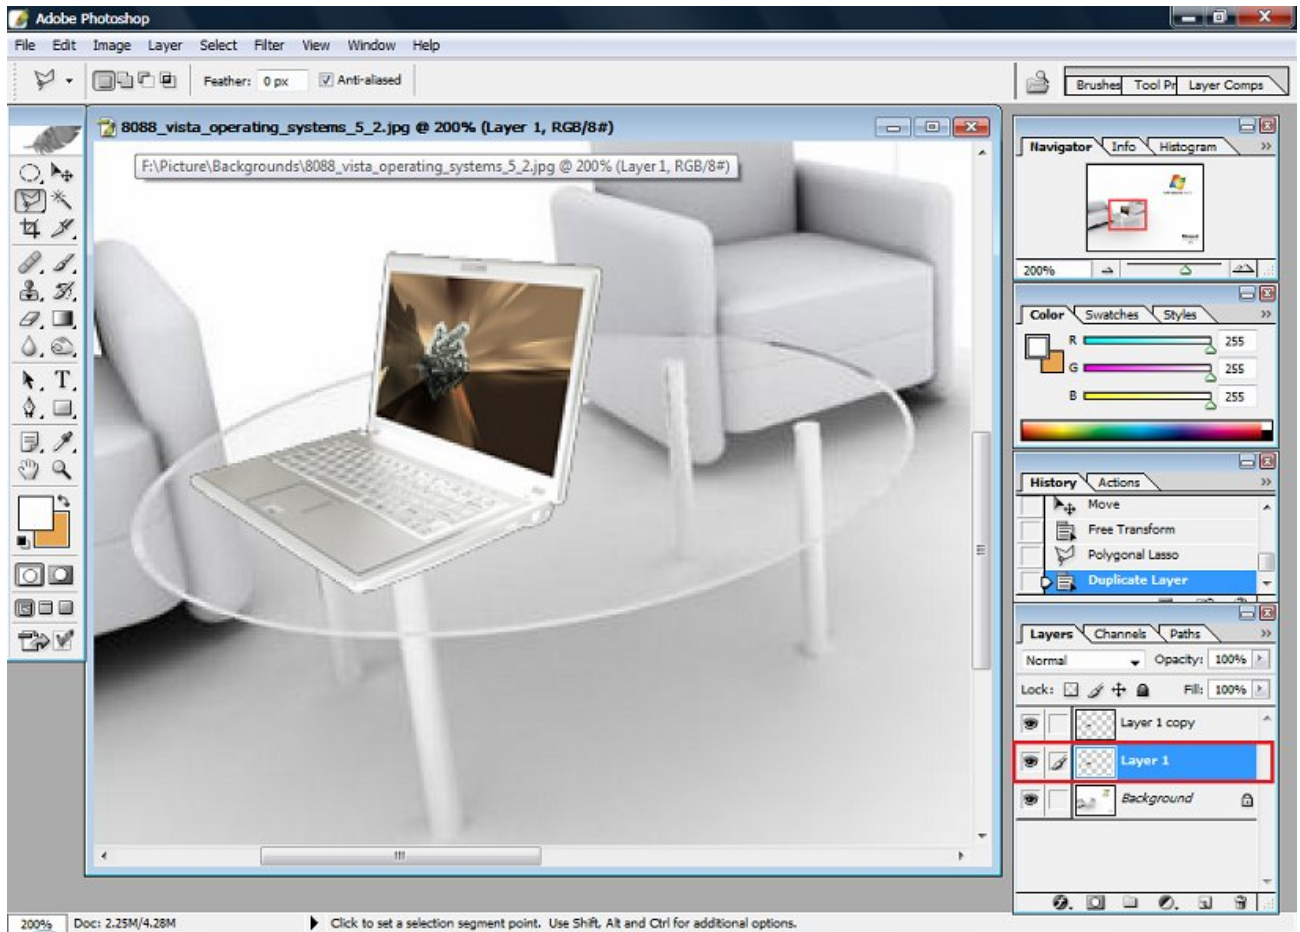 Adobe Photoshop
File Edit Image Layer Select Filter View Window Help
Feather: 0 px Anti-aliased
Brushes Tool Pr Layer Comps
8088_vista_operating_systems_5_2.jpg @ 200% (Layer 1, RGB/8#)
F:\Picture\Backgrounds\8088_vista_operating_systems_5_2.jpg @ 200% (Layer 1, RGB/8#)
Navigator Info Histogram
200%
Color Swatches Styles
R 255
G 255
B 255
History Actions
Move
Free Transform
Polygonal Lasso
Duplicate Layer
Layers Channels Paths
Normal Opacity: 100%
Lock: Fill: 100%
Layer 1 copy
Layer 1
Background
200% Doc: 2.25M/4.28M Click to set a selection segment point. Use Shift, Alt and Ctrl for additional options.